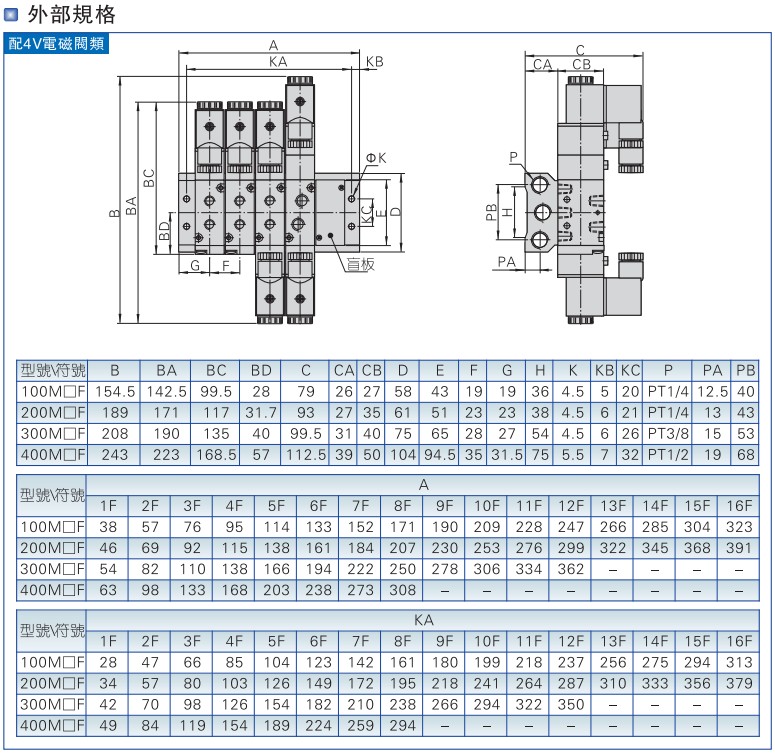 外部規格
配4V電磁閥類
A
KA KB
C
CA CB
ΦK
P
B
BA
BC
BD
KC
E
D
PB
H
G F
盲板
PA
型號\符號 B BA BC BD C CA CB D E F G H K KB KC P PA PB
100M□F 154.5 142.5 99.5 28 79 26 27 58 43 19 19 36 4.5 5 20 PT1/4 12.5 40
200M□F 189 171 117 31.7 93 27 35 61 51 23 23 38 4.5 6 21 PT1/4 13 43
300M□F 208 190 135 40 99.5 31 40 75 65 28 27 54 4.5 6 26 PT3/8 15 53
400M□F 243 223 168.5 57 112.5 39 50 104 94.5 35 31.5 75 5.5 7 32 PT1/2 19 68
型號\符號 A
1F 2F 3F 4F 5F 6F 7F 8F 9F 10F 11F 12F 13F 14F 15F 16F
100M□F 38 57 76 95 114 133 152 171 190 209 228 247 266 285 304 323
200M□F 46 69 92 115 138 161 184 207 230 253 276 299 322 345 368 391
300M□F 54 82 110 138 166 194 222 250 278 306 334 362 – – – –
400M□F 63 98 133 168 203 238 273 308 – – – – – – – –
型號\符號 KA
1F 2F 3F 4F 5F 6F 7F 8F 9F 10F 11F 12F 13F 14F 15F 16F
100M□F 28 47 66 85 104 123 142 161 180 199 218 237 256 275 294 313
200M□F 34 57 80 103 126 149 172 195 218 241 264 287 310 333 356 379
300M□F 42 70 98 126 154 182 210 238 266 294 322 350 – – – –
400M□F 49 84 119 154 189 224 259 294 – – – – – – – –